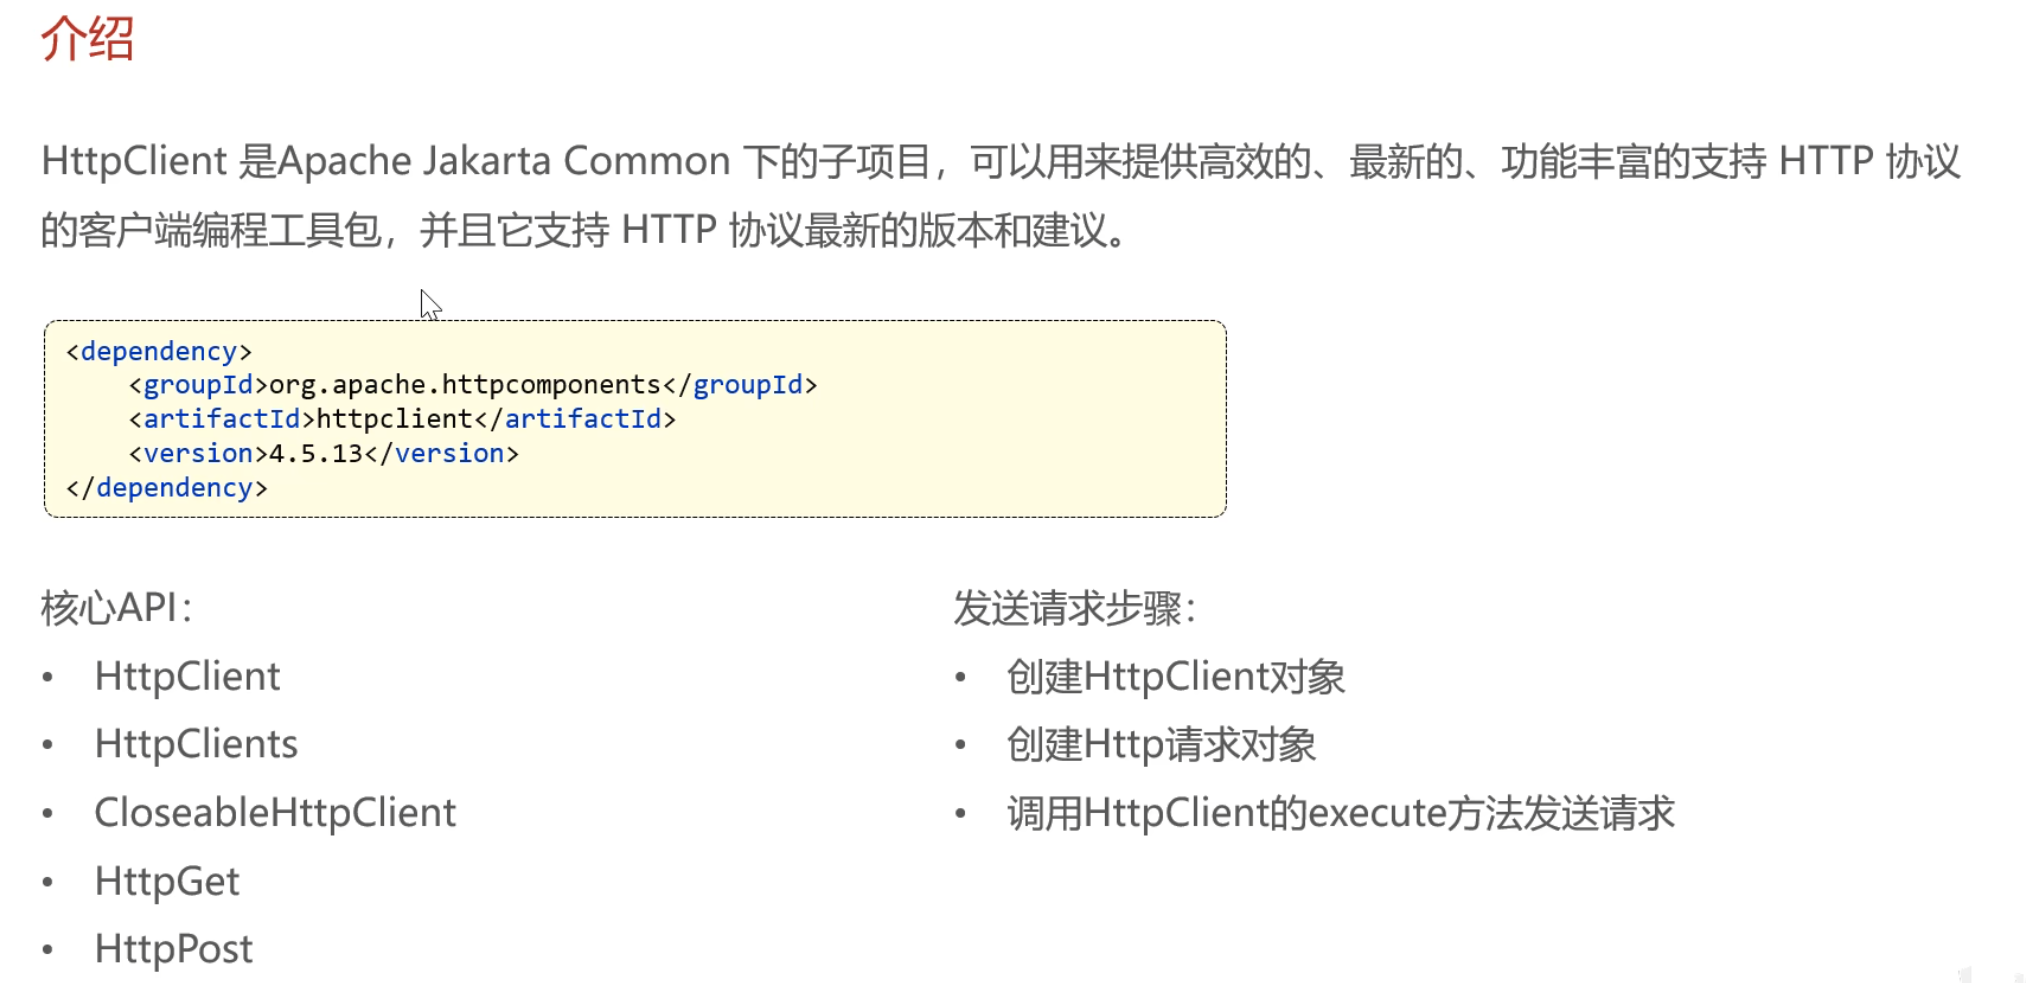 介绍
HttpClient 是Apache Jakarta Common 下的子项目，可以用来提供高效的、最新的、功能丰富的支持 HTTP 协议
的客户端编程工具包，并且它支持 HTTP 协议最新的版本和建议。
<dependency>
    <groupId>org.apache.httpcomponents</groupId>
    <artifactId>httpclient</artifactId>
    <version>4.5.13</version>
</dependency>
核心API：
• HttpClient
• HttpClients
• CloseableHttpClient
• HttpGet
• HttpPost
发送请求步骤：
• 创建HttpClient对象
• 创建Http请求对象
• 调用HttpClient的execute方法发送请求